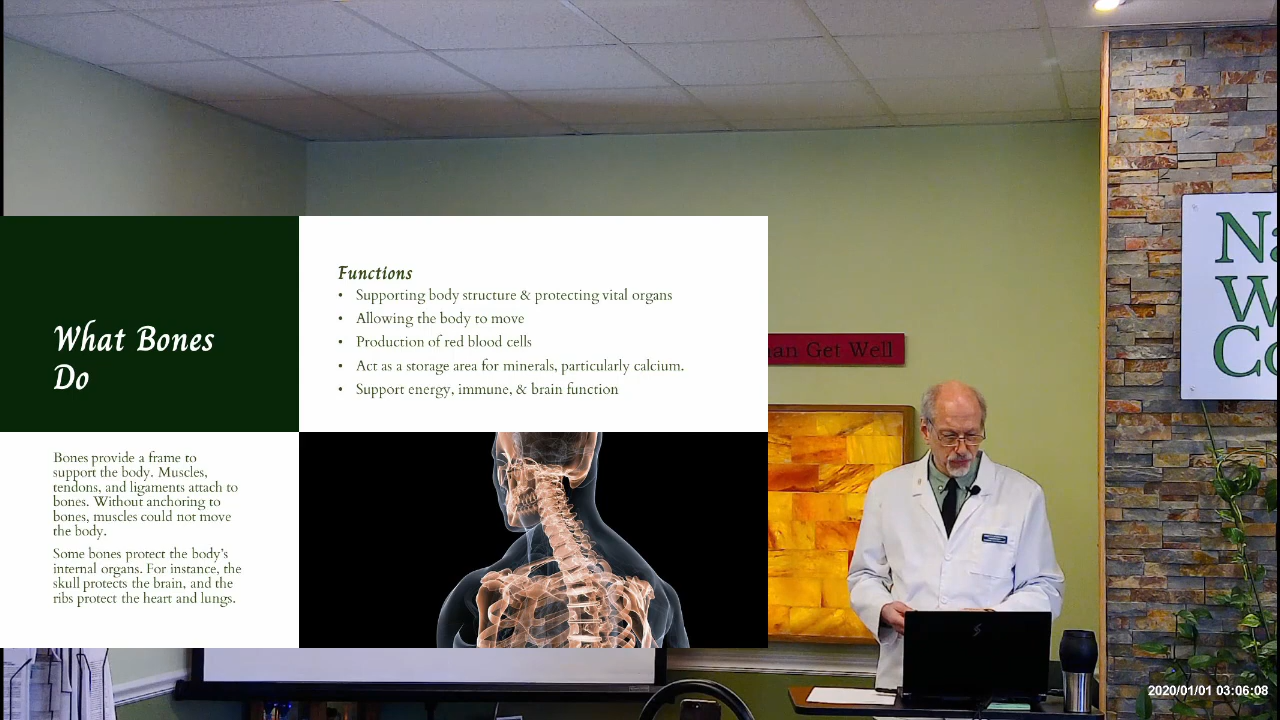 What Bones
Do
Functions
• Supporting body structure & protecting vital organs
• Allowing the body to move
• Production of red blood cells
• Act as a storage area for minerals, particularly calcium.
• Support energy, immune, & brain function
Bones provide a frame to
support the body. Muscles,
tendons, and ligaments attach to
bones. Without anchoring to
bones, muscles could not move
the body.
Some bones protect the body's
internal organs. For instance, the
skull protects the brain, and the
ribs protect the heart and lungs.
an Get Well
Na
W
Co
2020/01/01 03:06:08